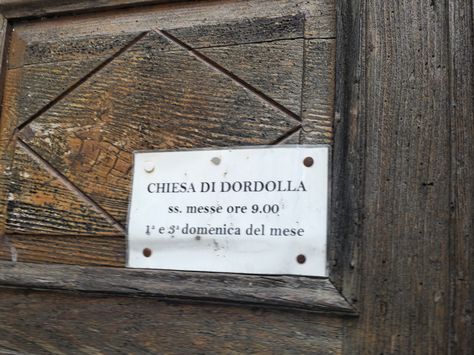 CHIESA DI DORDOLLA
ss. messe ore 9.00
1ª e 3ª domenica del mese